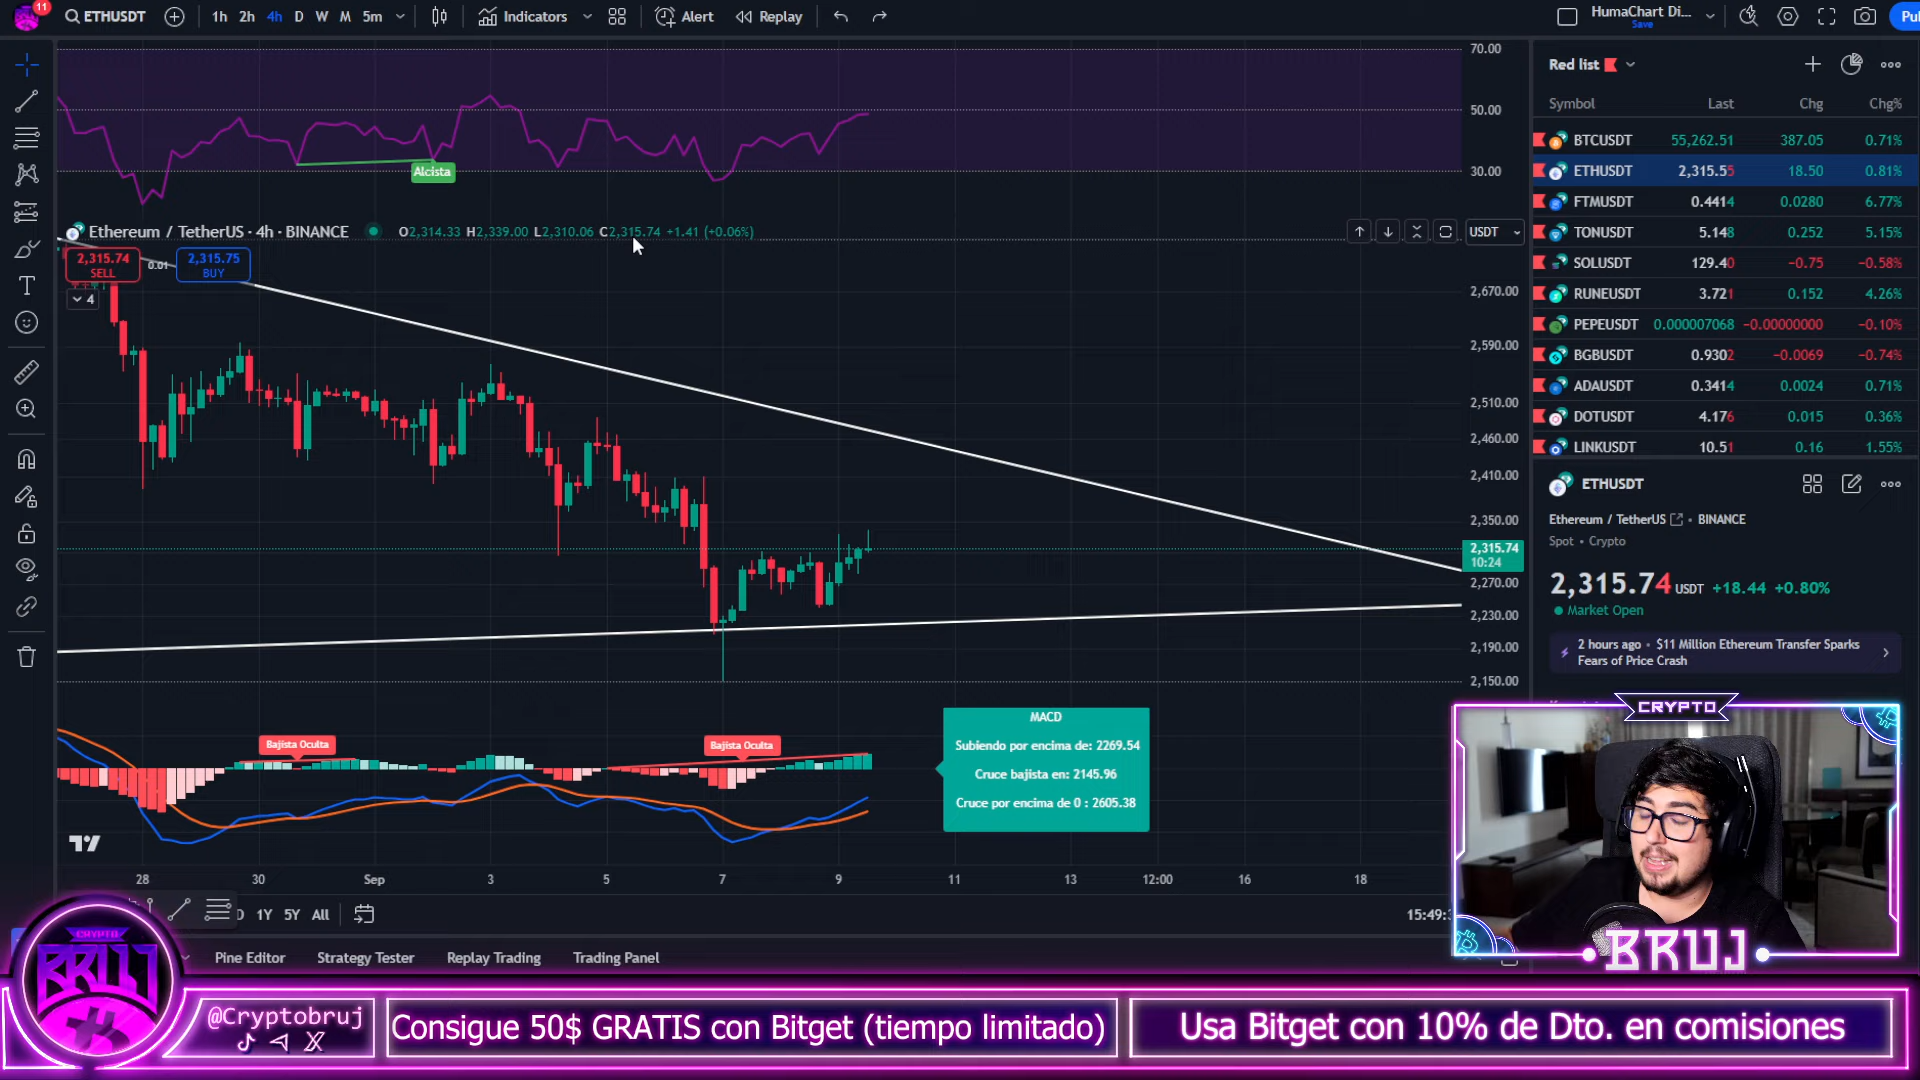 11
ETHUSDT
1h 2h 4h D W M 5m
Indicators
Alert
Replay
HumaChart Di...
Save
70.00
50.00
30.00
Alcista
Ethereum / TetherUS · 4h · BINANCE
O2,314.33 H2,339.00 L2,310.06 C2,315.74 +1.41 (+0.06%)
USDT
2,315.74
SELL
0.01
2,315.75
BUY
4
2,670.00
2,590.00
2,510.00
2,460.00
2,410.00
2,350.00
2,315.74
10:24
2,270.00
2,230.00
2,190.00
2,150.00
Bajista Oculta
Bajista Oculta
MACD
Subiendo por encima de: 2269.54
Cruce bajista en: 2145.96
Cruce por encima de 0 : 2605.38
28 30 Sep 3 5 7 9 11 13 12:00 16 18
1Y 5Y All
Pine Editor Strategy Tester Replay Trading Trading Panel
Red list
Symbol Last Chg Chg%
BTCUSDT 55,262.51 387.05 0.71%
ETHUSDT 2,315.55 18.50 0.81%
FTMUSDT 0.4414 0.0280 6.77%
TONUSDT 5.148 0.252 5.15%
SOLUSDT 129.40 −0.75 −0.58%
RUNEUSDT 3.721 0.152 4.26%
PEPEUSDT 0.000007068 −0.00000000 −0.10%
BGBUSDT 0.9302 −0.0069 −0.74%
ADAUSDT 0.3414 0.0024 0.71%
DOTUSDT 4.176 0.015 0.36%
LINKUSDT 10.51 0.16 1.55%
ETHUSDT
Ethereum / TetherUS • BINANCE
Spot • Crypto
2,315.74 USDT +18.44 +0.80%
Market Open
2 hours ago • $11 Million Ethereum Transfer Sparks
Fears of Price Crash
CRYPTO
BRUJ
CRYPTO
BRUJ
@Cryptobruj
Consigue 50$ GRATIS con Bitget (tiempo limitado)
Usa Bitget con 10% de Dto. en comisiones